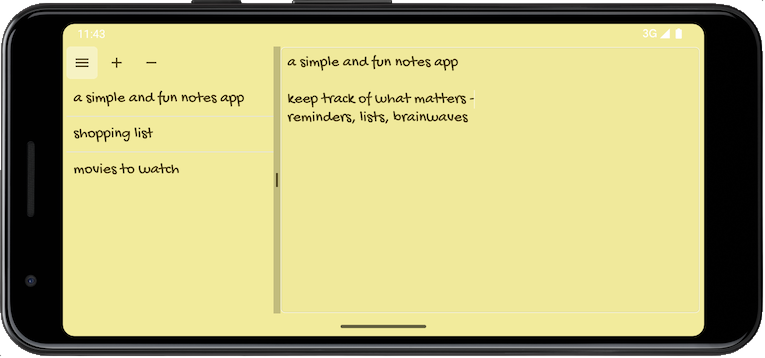 11:43
3G
a simple and fun notes app
shopping list
movies to watch
a simple and fun notes app
keep track of what matters -
reminders, lists, brainwaves